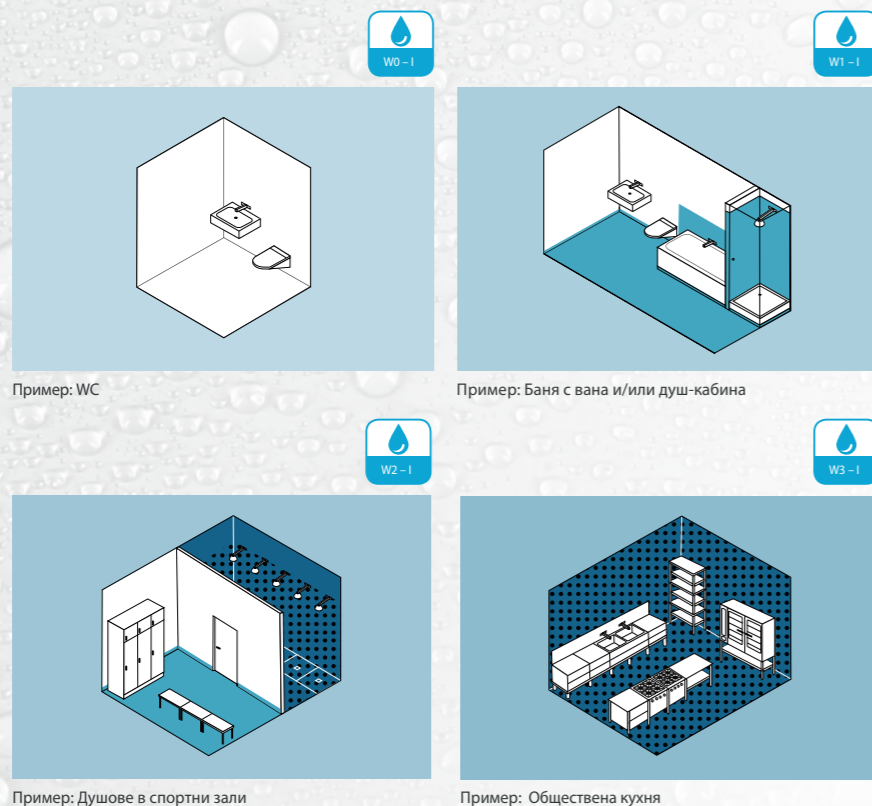 W0 – I
W1 – I
Пример: WC
Пример: Баня с вана и/или душ-кабина
W2 – I
W3 – I
Пример: Душове в спортни зали
Пример: Обществена кухня